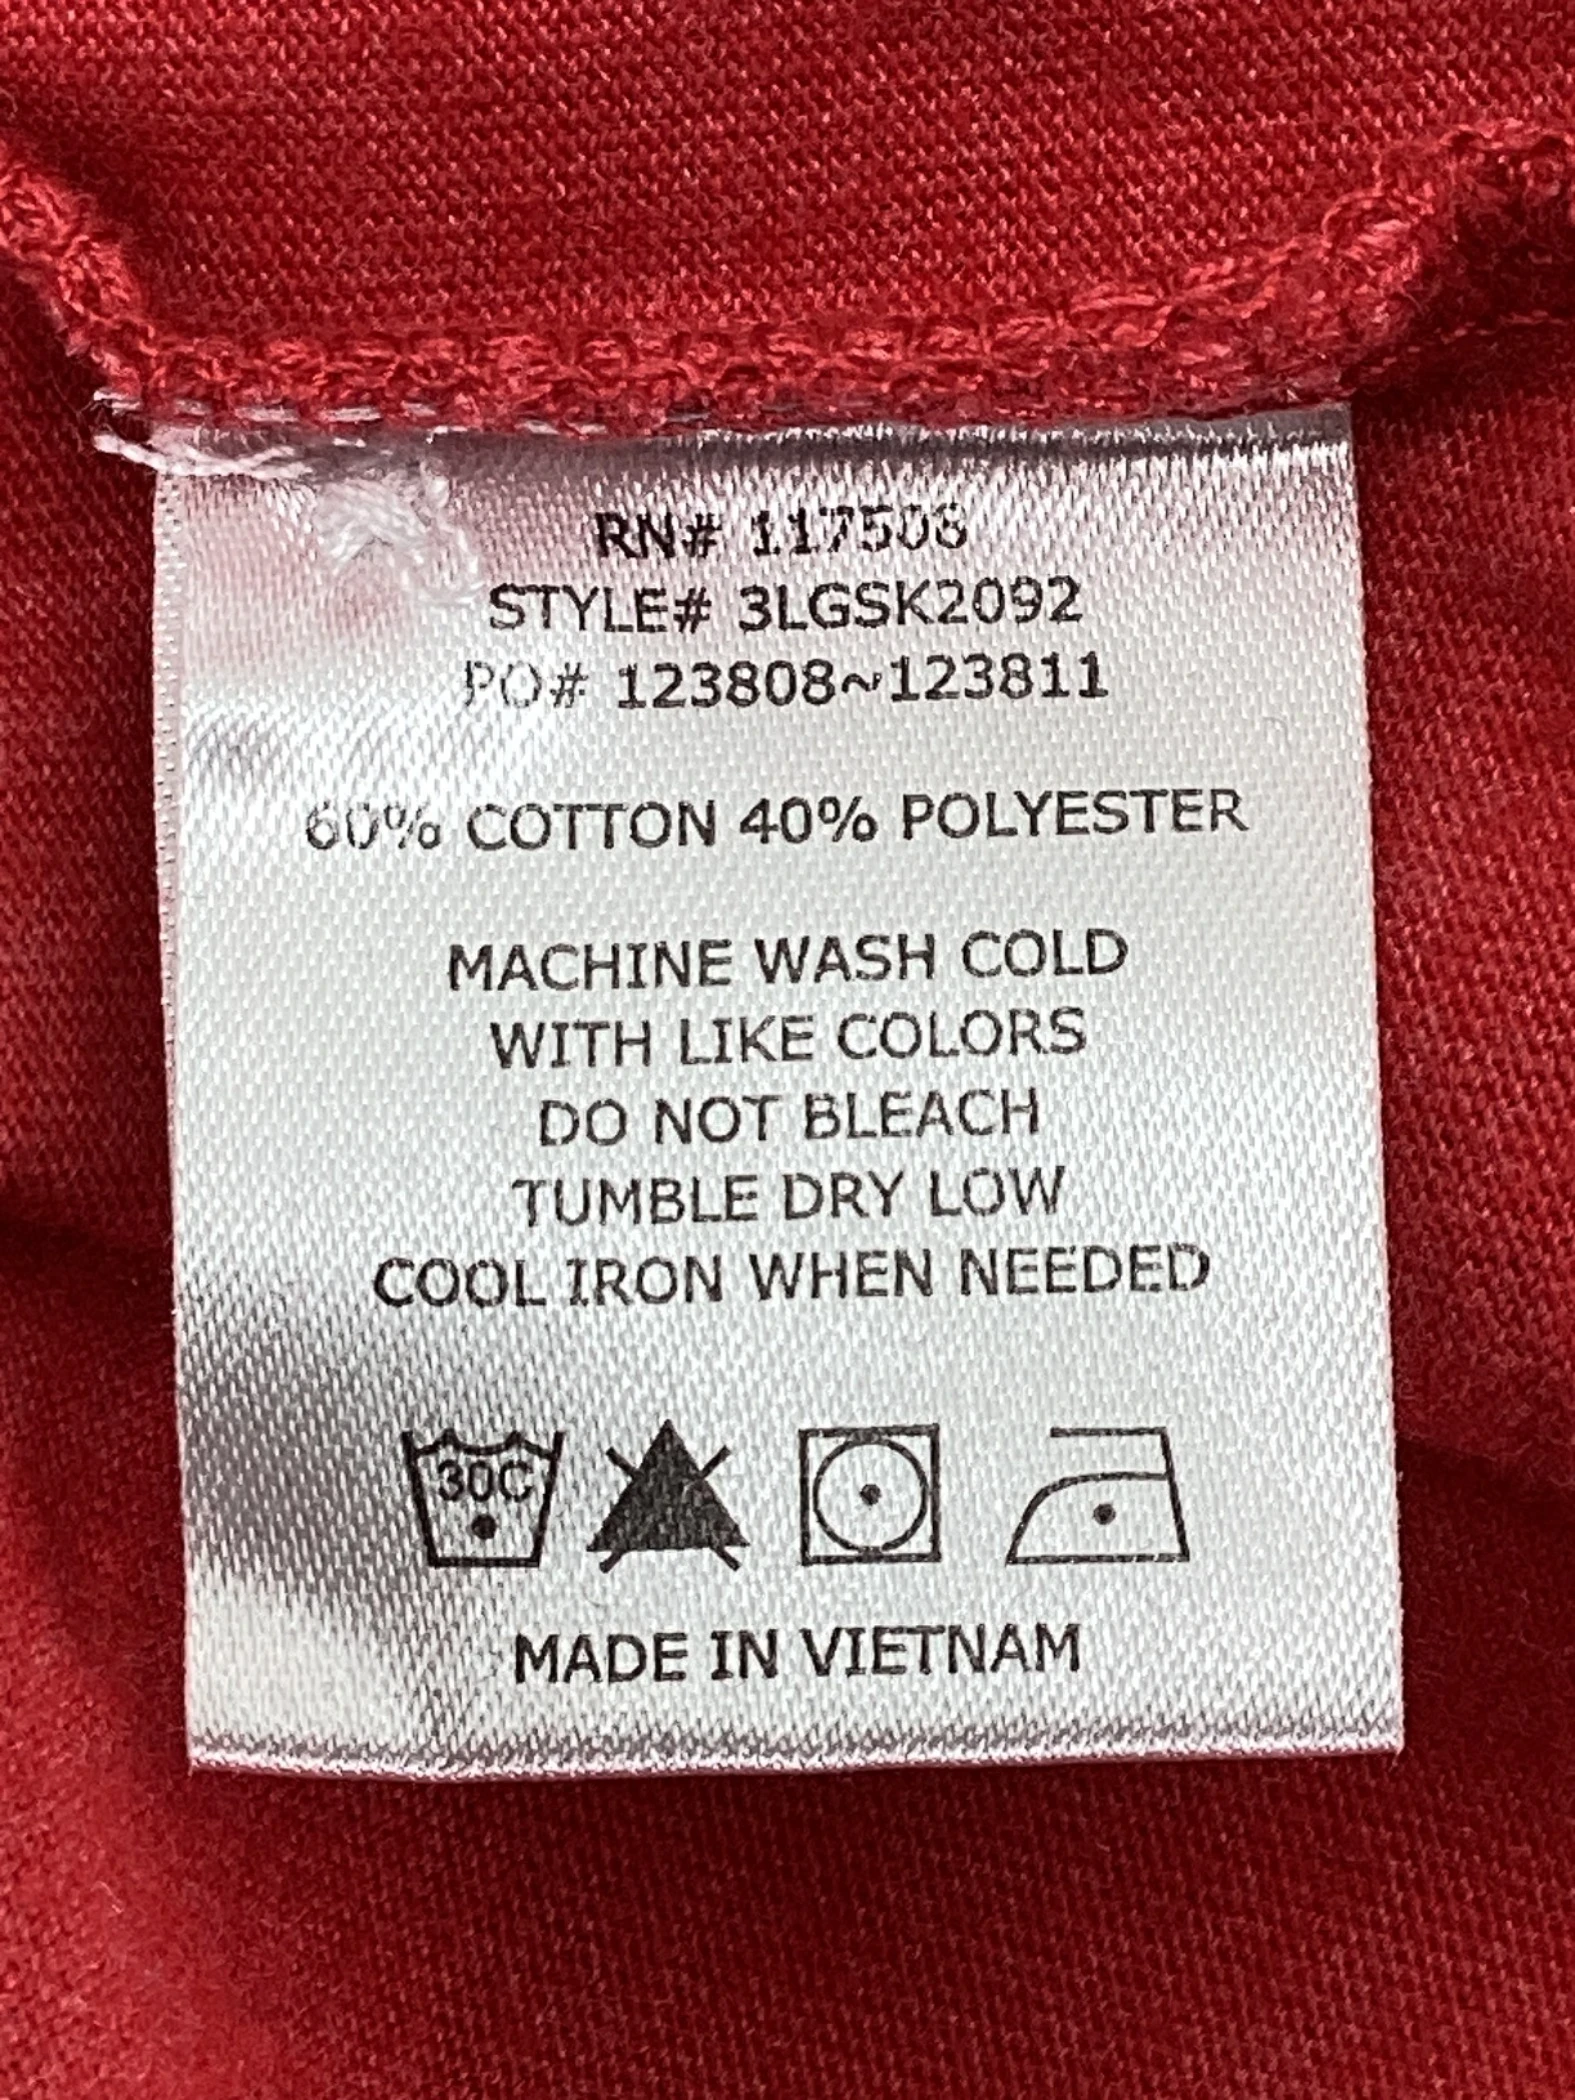 RN# 117508
STYLE# 3LGSK2092
PO# 123808~123811
60% COTTON 40% POLYESTER
MACHINE WASH COLD
WITH LIKE COLORS
DO NOT BLEACH
TUMBLE DRY LOW
COOL IRON WHEN NEEDED
30C
MADE IN VIETNAM